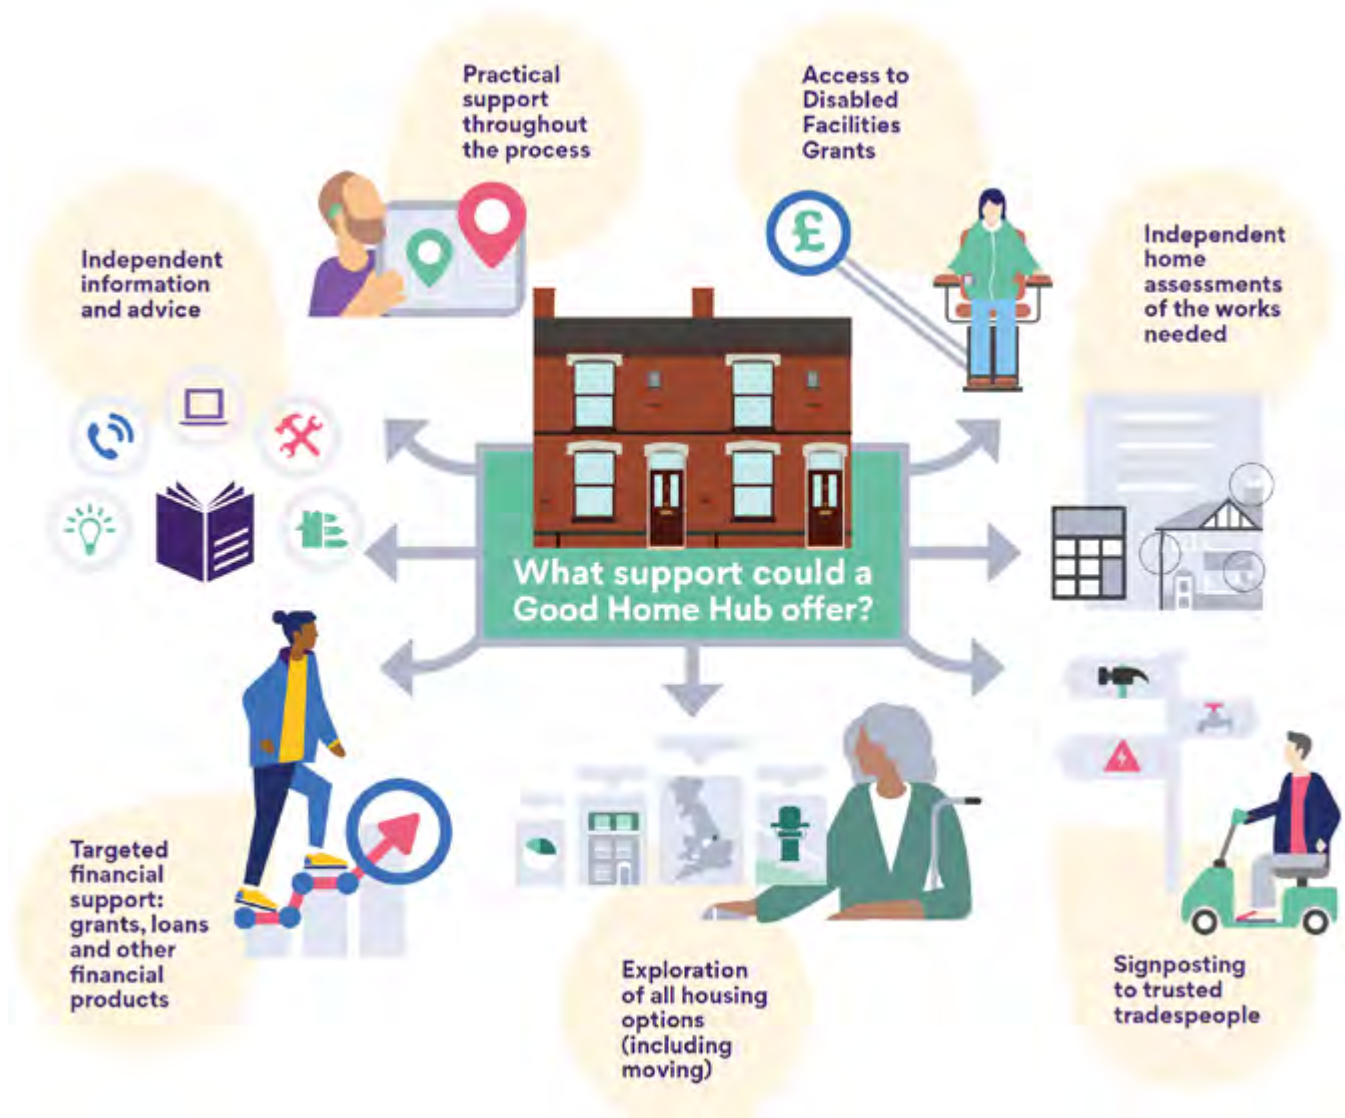 Practical
support
throughout
the process
Access to
Disabled
Facilities
Grants
Independent
information
and advice
£
Independent
home
assessments
of the works
needed
What support could a
Good Home Hub offer?
Targeted
financial
support:
grants, loans
and other
financial
products
Exploration
of all housing
options
(including
moving)
Signposting
to trusted
tradespeople